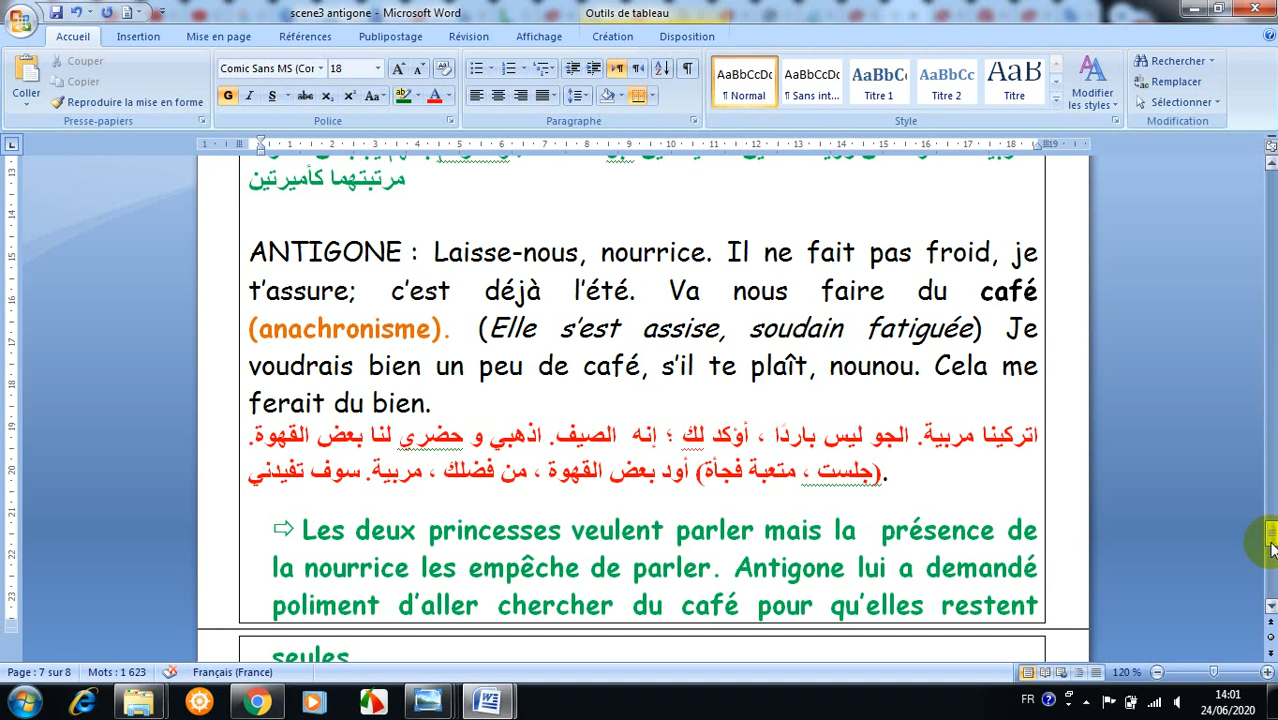 scene3 antigone - Microsoft Word
Outils de tableau
Accueil Insertion Mise en page Références Publipostage Révision Affichage Création Disposition
Coller
Couper
Copier
Reproduire la mise en forme
Presse-papiers
Comic Sans MS (Cor 18
G I S abc x₂ x² Aa
Police
Paragraphe
AaBbCcDc AaBbCcDc AaBbC AaBbCc AaB
¶ Normal ¶ Sans int... Titre 1 Titre 2 Titre
Modifier les styles
Style
Rechercher
Remplacer
Sélectionner
Modification
مرتبتهما كأميرتين
ANTIGONE : Laisse-nous, nourrice. Il ne fait pas froid, je
t’assure; c’est déjà l’été. Va nous faire du café
(anachronisme). (Elle s’est assise, soudain fatiguée) Je
voudrais bien un peu de café, s’il te plaît, nounou. Cela me
ferait du bien.
اتركينا مربية. الجو ليس باردًا ، أؤكد لك ؛ إنه الصيف. اذهبي و حضري لنا بعض القهوة.
(جلست ، متعبة فجأة) أود بعض القهوة ، من فضلك ، مربية. سوف تفيدني.
⇨ Les deux princesses veulent parler mais la présence de
la nourrice les empêche de parler. Antigone lui a demandé
poliment d’aller chercher du café pour qu’elles restent
seules
Page : 7 sur 8 Mots : 1 623 Français (France) 120 %
FR 14:01
24/06/2020